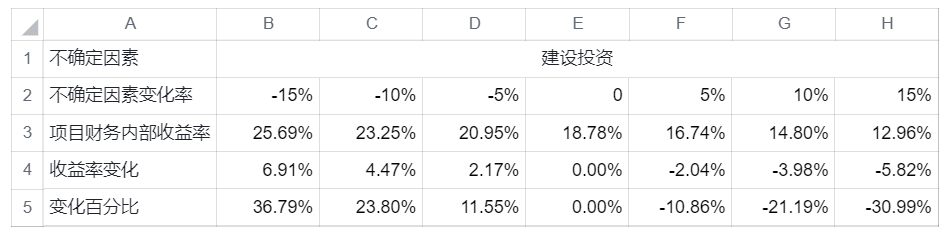 A B C D E F G H
1 不确定因素 建设投资
2 不确定因素变化率 -15% -10% -5% 0 5% 10% 15%
3 项目财务内部收益率 25.69% 23.25% 20.95% 18.78% 16.74% 14.80% 12.96%
4 收益率变化 6.91% 4.47% 2.17% 0.00% -2.04% -3.98% -5.82%
5 变化百分比 36.79% 23.80% 11.55% 0.00% -10.86% -21.19% -30.99%